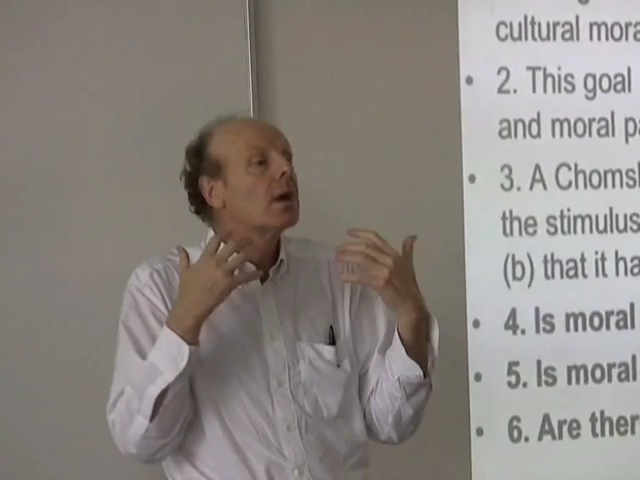 cultural mora
• 2. This goal
and moral pa
• 3. A Chomsk
the stimulus
(b) that it ha
• 4. Is moral
• 5. Is moral
• 6. Are ther